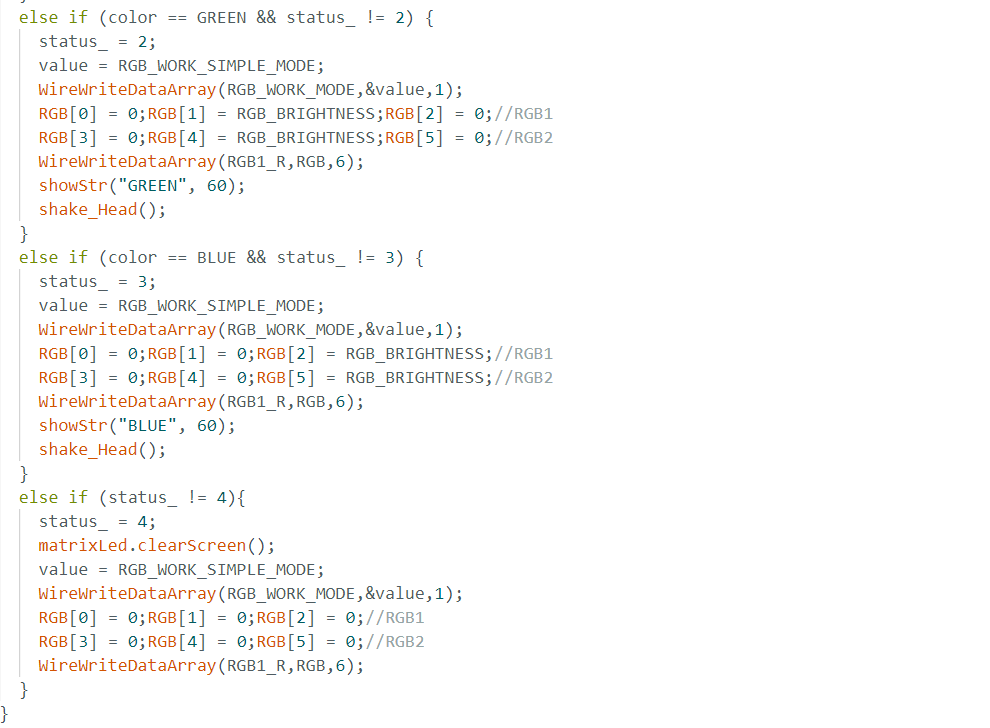 else if (color == GREEN && status_ != 2) {
status_ = 2;
value = RGB_WORK_SIMPLE_MODE;
WireWriteDataArray(RGB_WORK_MODE,&value,1);
RGB[0] = 0;RGB[1] = RGB_BRIGHTNESS;RGB[2] = 0;//RGB1
RGB[3] = 0;RGB[4] = RGB_BRIGHTNESS;RGB[5] = 0;//RGB2
WireWriteDataArray(RGB1_R,RGB,6);
showStr("GREEN", 60);
shake_Head();
}
else if (color == BLUE && status_ != 3) {
status_ = 3;
value = RGB_WORK_SIMPLE_MODE;
WireWriteDataArray(RGB_WORK_MODE,&value,1);
RGB[0] = 0;RGB[1] = 0;RGB[2] = RGB_BRIGHTNESS;//RGB1
RGB[3] = 0;RGB[4] = 0;RGB[5] = RGB_BRIGHTNESS;//RGB2
WireWriteDataArray(RGB1_R,RGB,6);
showStr("BLUE", 60);
shake_Head();
}
else if (status_ != 4){
status_ = 4;
matrixLed.clearScreen();
value = RGB_WORK_SIMPLE_MODE;
WireWriteDataArray(RGB_WORK_MODE,&value,1);
RGB[0] = 0;RGB[1] = 0;RGB[2] = 0;//RGB1
RGB[3] = 0;RGB[4] = 0;RGB[5] = 0;//RGB2
WireWriteDataArray(RGB1_R,RGB,6);
}
}